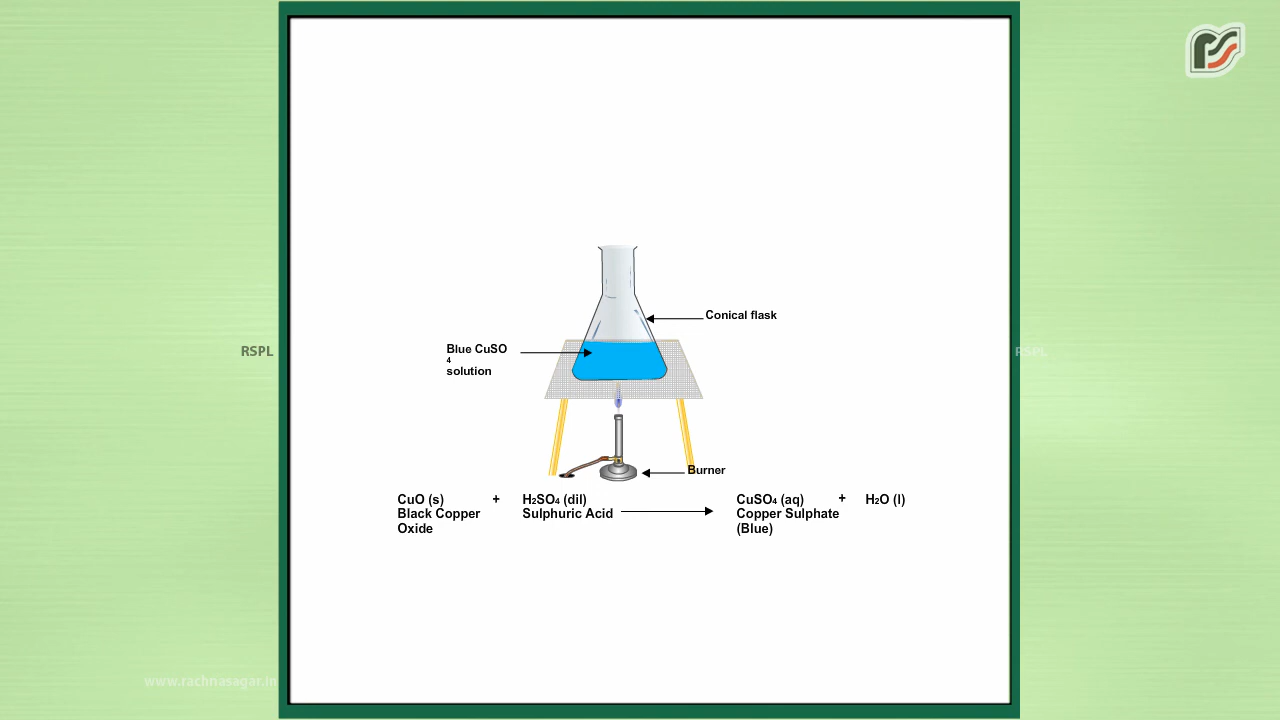 Conical flask
Blue CuSO
4
solution
RSPL
RSPL
Burner
CuO (s) + H₂SO₄ (dil) CuSO₄ (aq) + H₂O (l)
Black Copper Sulphuric Acid Copper Sulphate
Oxide (Blue)
www.rachnasagar.in